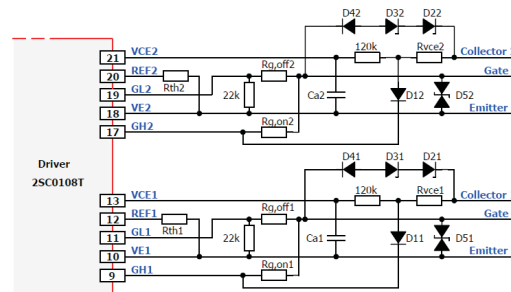 D42 D32 D22
21 VCE2 120k Rvce2 Collector
20 REF2 Rg,off2 Gate
Rth2
19 GL2 22k Ca2 D12 D52
18 VE2 Emitter
17 GH2 Rg,on2
Driver
2SC0108T
D41 D31 D21
13 VCE1 120k Rvce1 Collector
12 REF1 Rg,off1 Gate
Rth1
11 GL1 22k Ca1 D11 D51
10 VE1 Emitter
9 GH1 Rg,on1